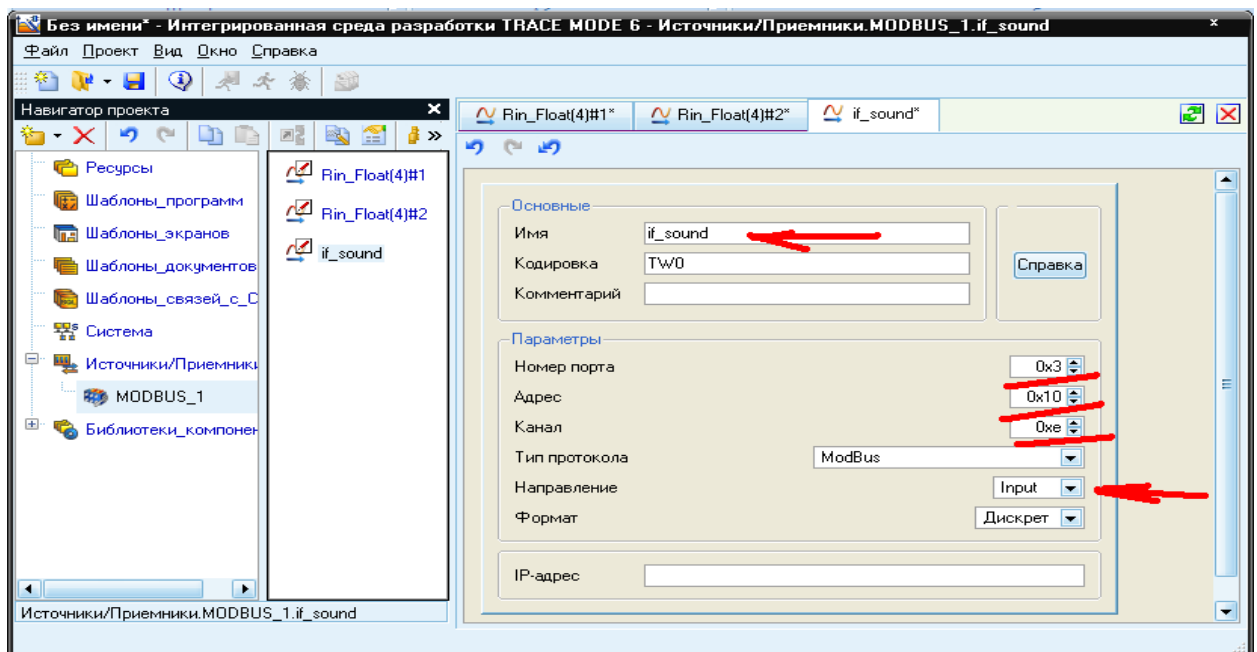 Без имени* - Интегрированная среда разработки TRACE MODE 6 - Источники/Приемники.MODBUS_1.if_sound
Файл Проект Вид Окно Справка
Навигатор проекта
Ресурсы
Шаблоны_программ
Шаблоны_экранов
Шаблоны_документов
Шаблоны_связей_с_С
Система
Источники/Приемники
MODBUS_1
Библиотеки_компонен
Rin_Float(4)#1
Rin_Float(4)#2
if_sound
Источники/Приемники.MODBUS_1.if_sound
Rin_Float(4)#1* Rin_Float(4)#2* if_sound*
Основные
Имя if_sound
Кодировка TW0
Комментарий
Справка
Параметры
Номер порта 0x3
Адрес 0x10
Канал 0xe
Тип протокола ModBus
Направление Input
Формат Дискрет
IP-адрес